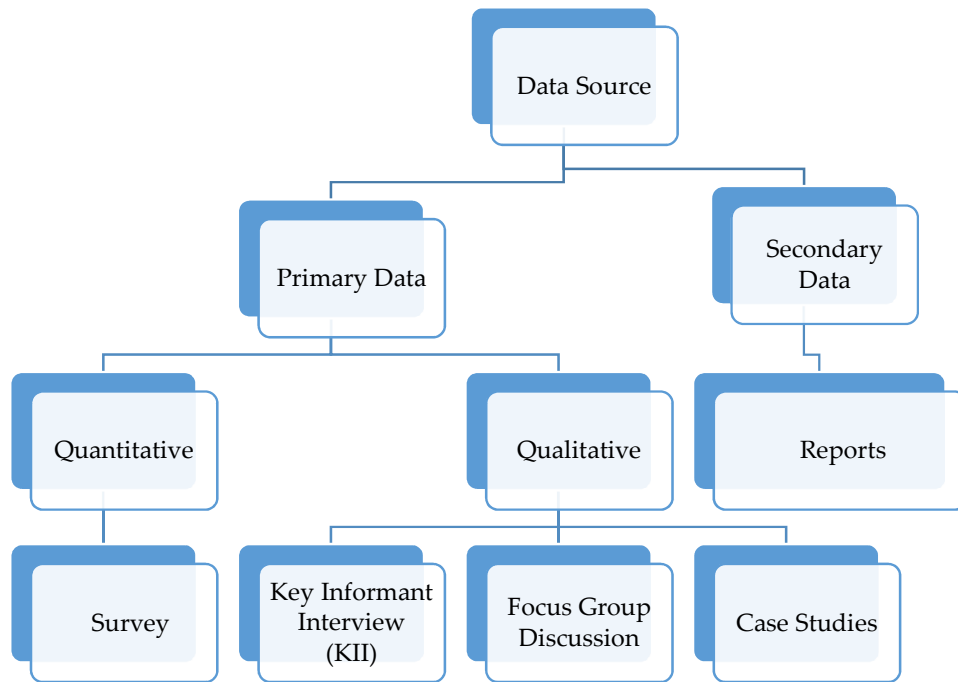 Data Source
Primary Data
Secondary
Data
Quantitative
Qualitative
Reports
Survey
Key Informant
Interview
(KII)
Focus Group
Discussion
Case Studies